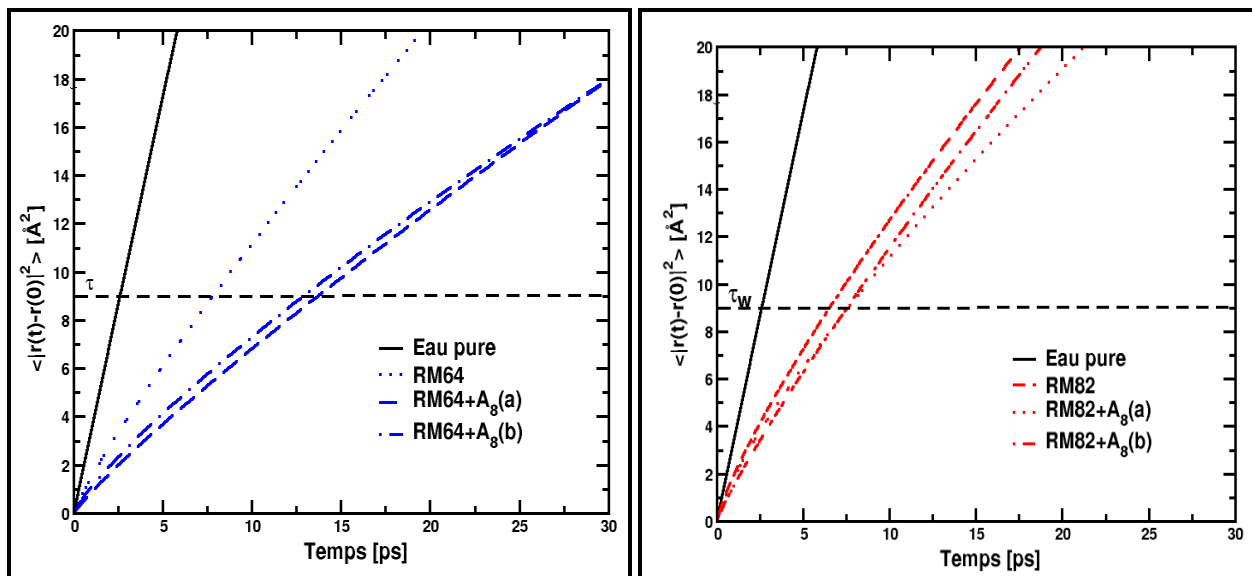 20
18
16
14
12
10
8
6
4
2
0
<|r(t)-r(0)|²> [Å²]
τ
Eau pure
RM64
RM64+A₈(a)
RM64+A₈(b)
0 5 10 15 20 25 30
Temps [ps]
20
18
16
14
12
10
8
6
4
2
0
<|r(t)-r(0)|²> [Å²]
τw
Eau pure
RM82
RM82+A₈(a)
RM82+A₈(b)
0 5 10 15 20 25 30
Temps [ps]